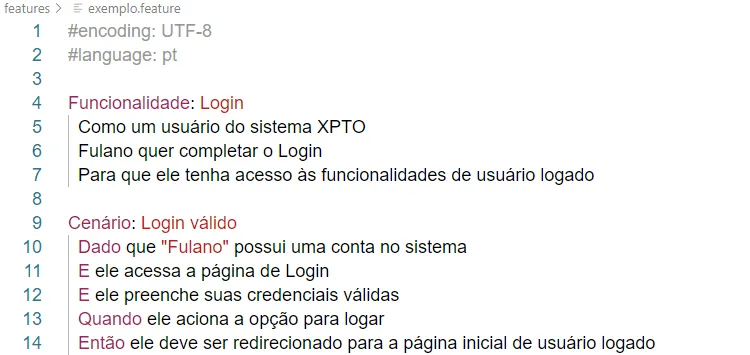 features > exemplo.feature
1 #encoding: UTF-8
2 #language: pt
3
4 Funcionalidade: Login
5 Como um usuário do sistema XPTO
6 Fulano quer completar o Login
7 Para que ele tenha acesso às funcionalidades de usuário logado
8
9 Cenário: Login válido
10 Dado que "Fulano" possui uma conta no sistema
11 E ele acessa a página de Login
12 E ele preenche suas credenciais válidas
13 Quando ele aciona a opção para logar
14 Então ele deve ser redirecionado para a página inicial de usuário logado